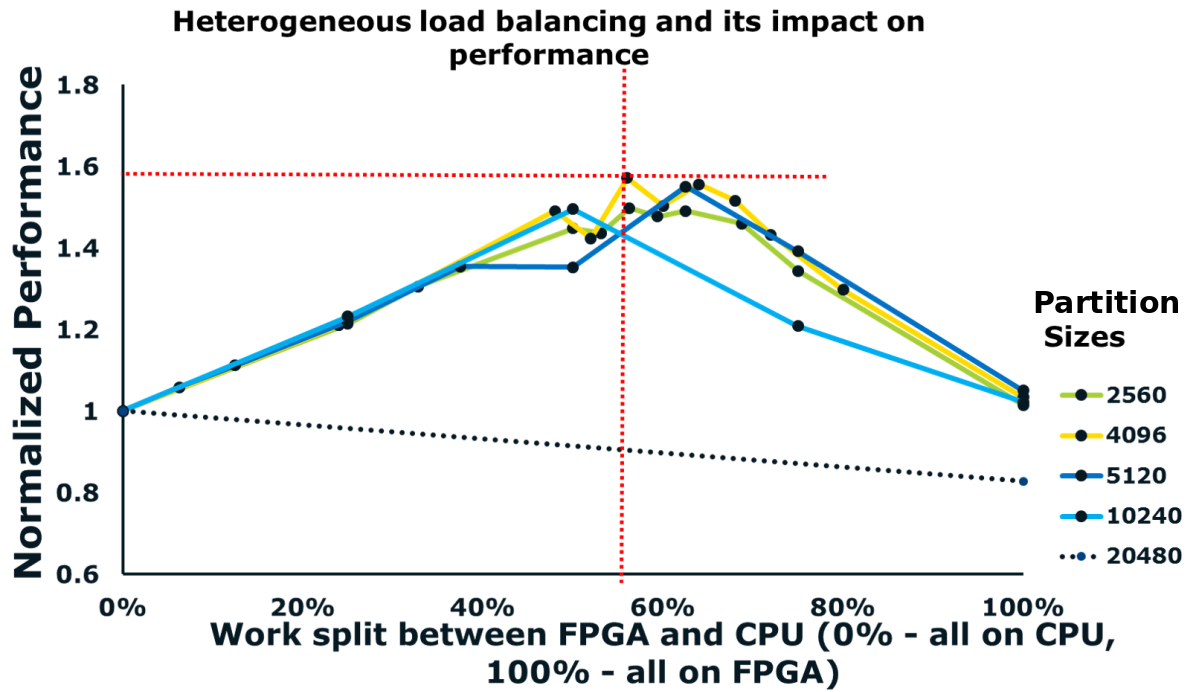 Heterogeneous load balancing and its impact on
performance
Normalized Performance
1.8
1.6
1.4
1.2
1
0.8
0.6
0%
20%
40%
60%
80%
100%
Work split between FPGA and CPU (0% - all on CPU,
100% - all on FPGA)
Partition
Sizes
2560
4096
5120
10240
20480